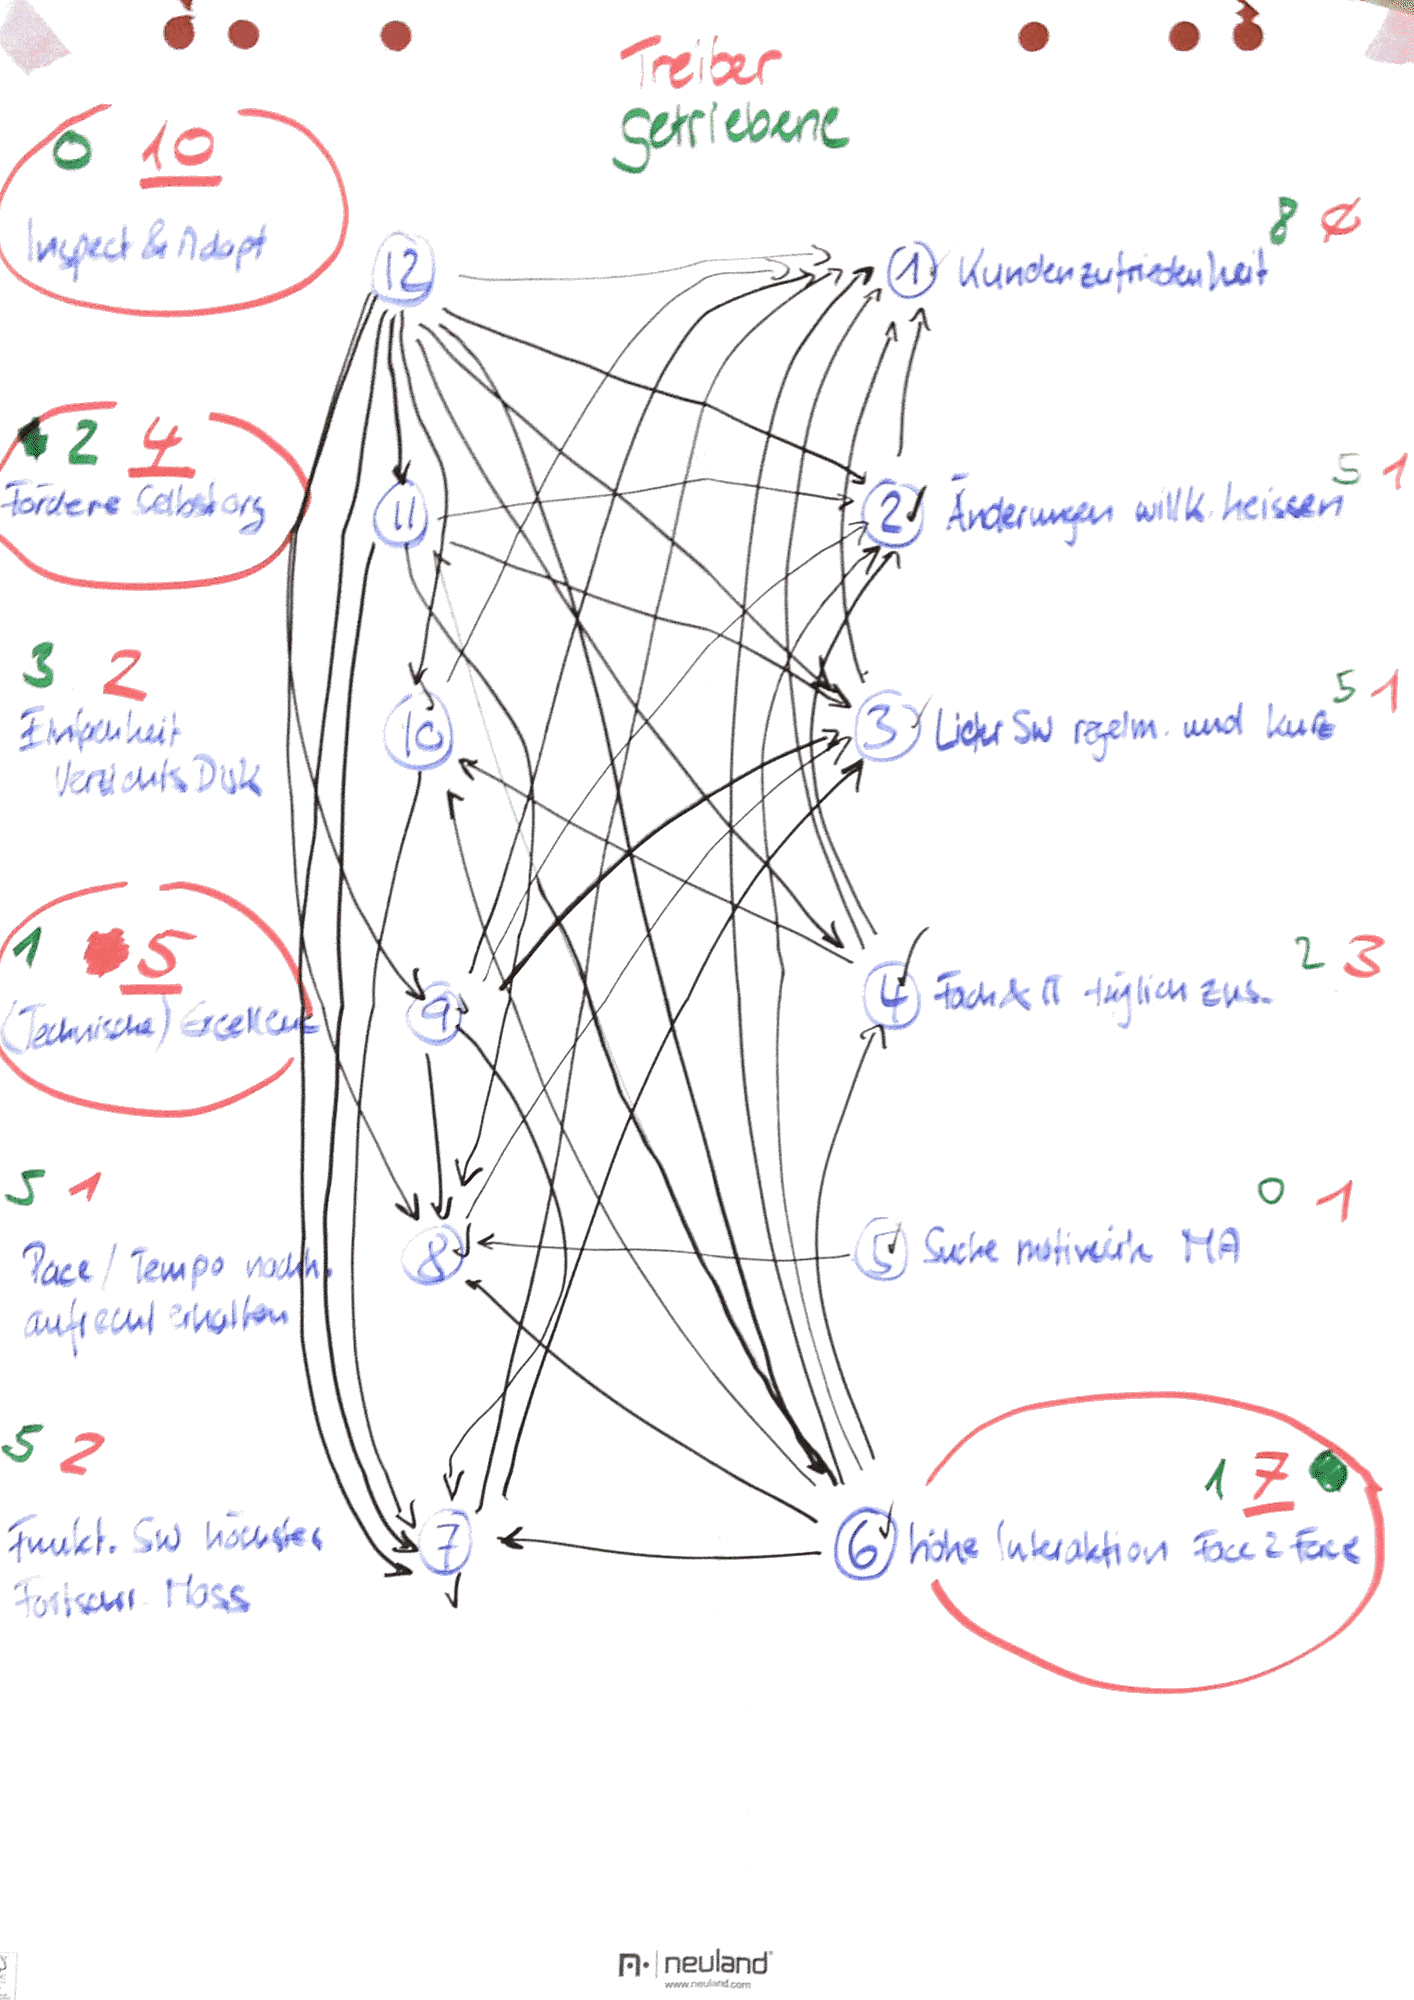 Treiber
getriebene
0 10
Inspect & Adapt
12
1 Kundenzufriedenheit
8 0
2 4
Fördere Selbstorg
11
2 Änderungen willk. heissen
5 1
3 2
Einfachheit
Verzichts Disk
10
3 Liefer SW regelm. und kurz
5 1
1 5
(Technische) Excellenz
9
4 Fach & IT täglich zus.
2 3
5 1
Pace / Tempo nachh.
aufrecht erhalten
8
5 Suche motivierte MA
0 1
5 2
Funkt. SW höchstes
Fortschr. Mass
7
6 höhe Interaktion Face 2 Face
1 7
neuland
www.neuland.com